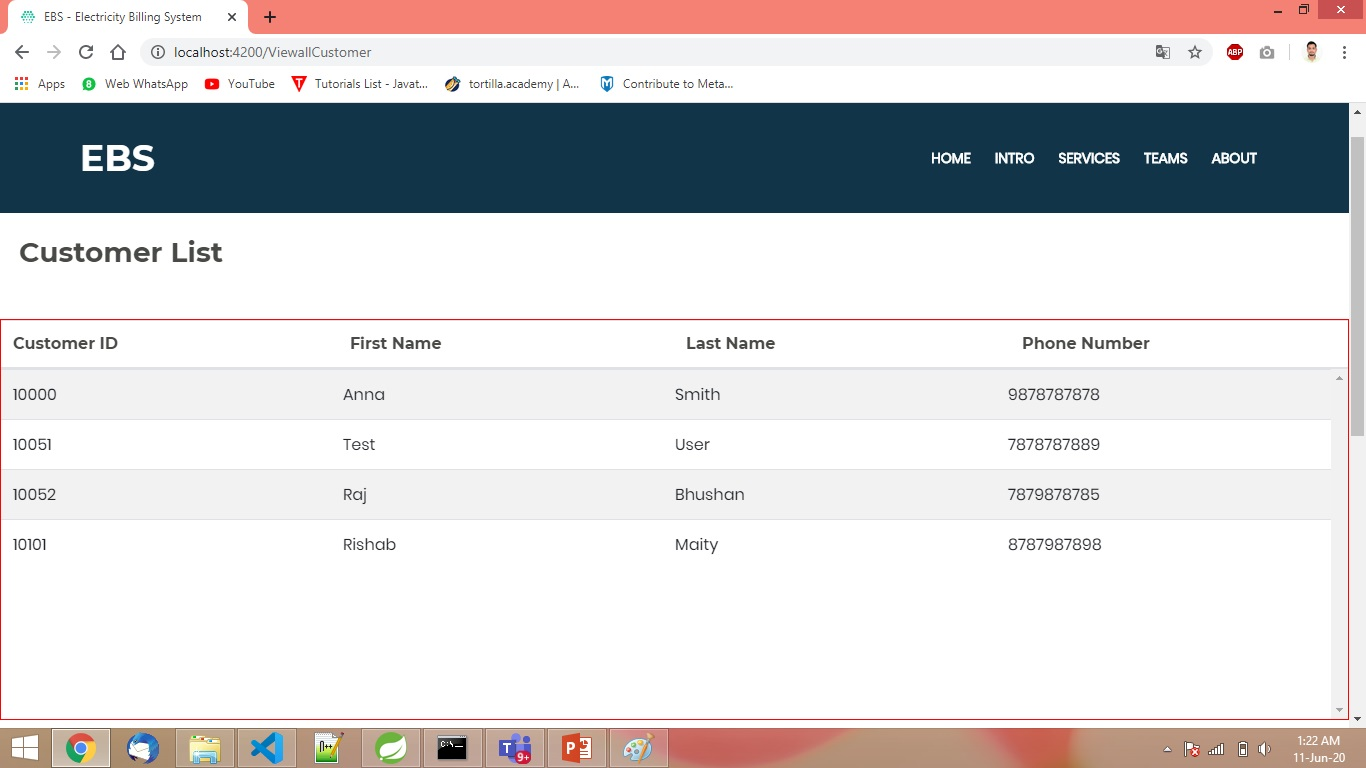 EBS - Electricity Billing System
localhost:4200/ViewallCustomer
ABP
Apps 8 Web WhatsApp YouTube T Tutorials List - Javat... tortilla.academy | A... Contribute to Meta...
EBS HOME INTRO SERVICES TEAMS ABOUT
Customer List
Customer ID First Name Last Name Phone Number
10000 Anna Smith 9878787878
10051 Test User 7878787889
10052 Raj Bhushan 7879878785
10101 Rishab Maity 8787987898
N++ C:\. T 9+ P 1:22 AM
11-Jun-20